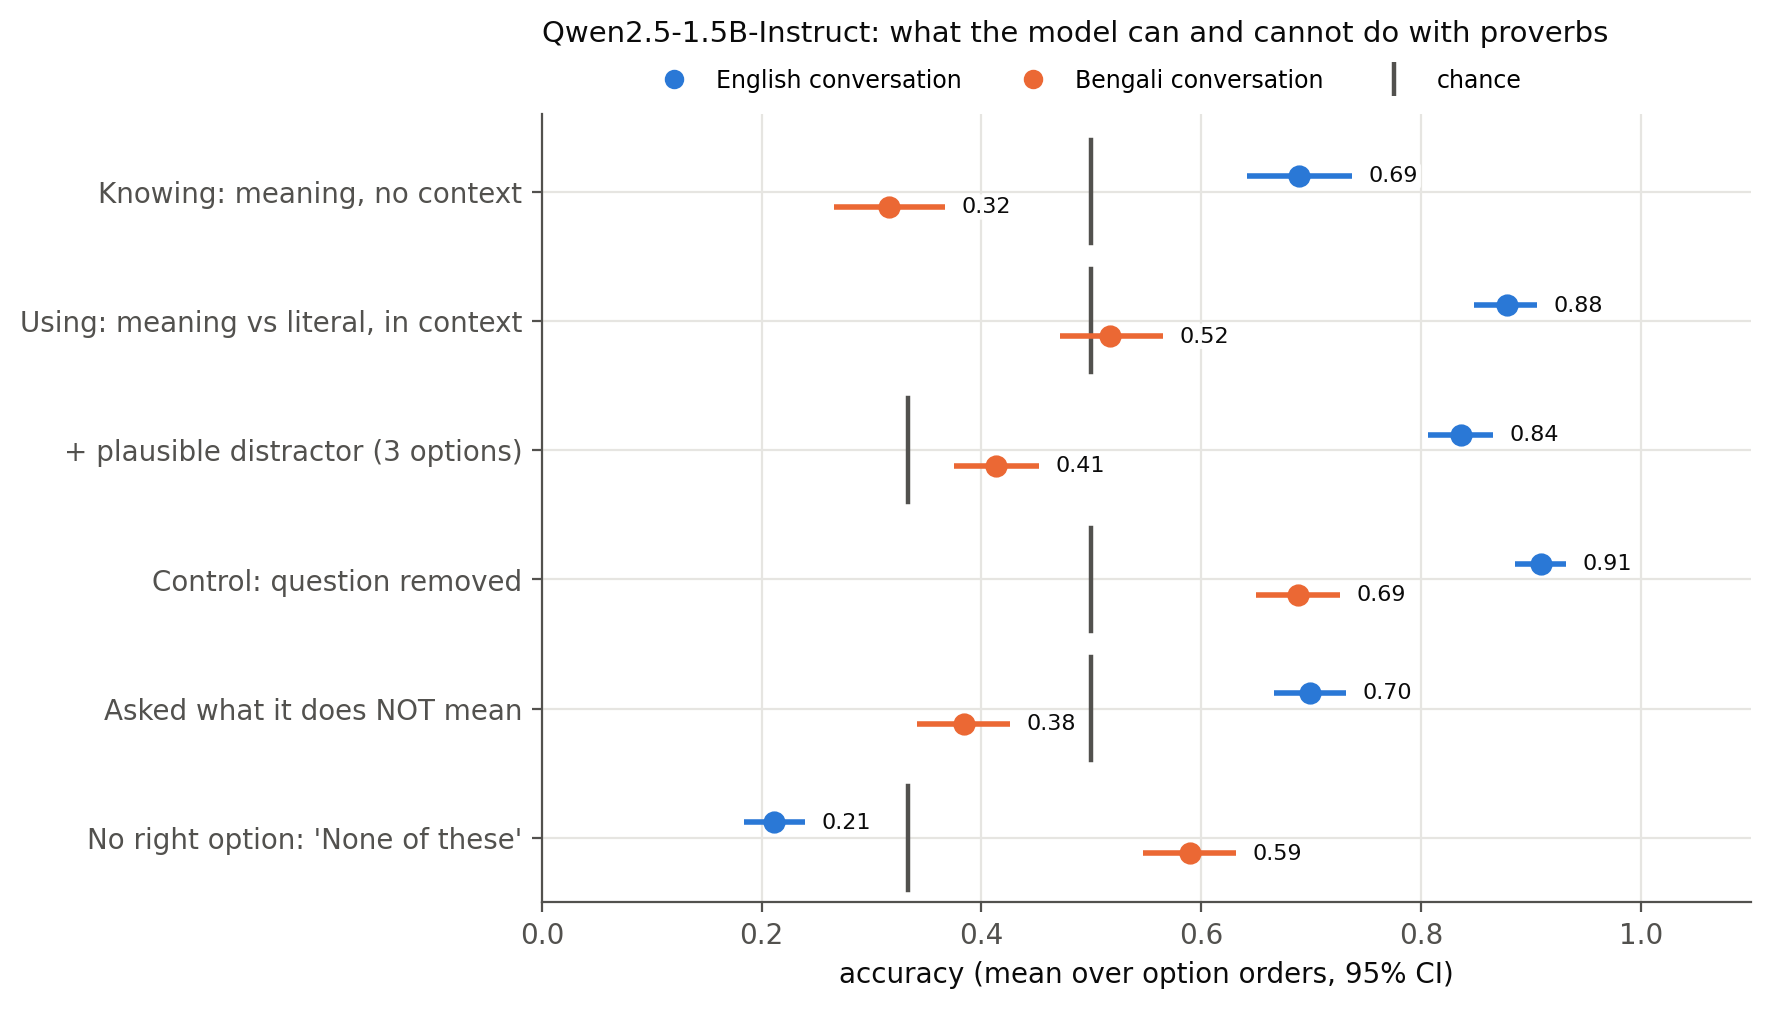 Qwen2.5-1.5B-Instruct: what the model can and cannot do with proverbs
English conversation Bengali conversation chance
Knowing: meaning, no context
0.69
0.32
Using: meaning vs literal, in context
0.88
0.52
+ plausible distractor (3 options)
0.84
0.41
Control: question removed
0.91
0.69
Asked what it does NOT mean
0.70
0.38
No right option: 'None of these'
0.21
0.59
0.0 0.2 0.4 0.6 0.8 1.0
accuracy (mean over option orders, 95% CI)